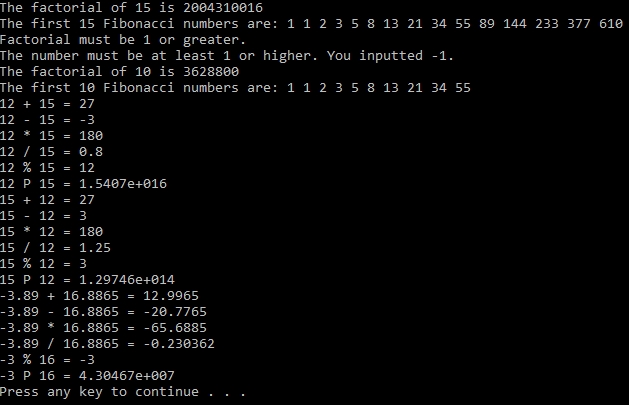 The factorial of 15 is 2004310016
The first 15 Fibonacci numbers are: 1 1 2 3 5 8 13 21 34 55 89 144 233 377 610
Factorial must be 1 or greater.
The number must be at least 1 or higher. You inputted -1.
The factorial of 10 is 3628800
The first 10 Fibonacci numbers are: 1 1 2 3 5 8 13 21 34 55
12 + 15 = 27
12 - 15 = -3
12 * 15 = 180
12 / 15 = 0.8
12 % 15 = 12
12 P 15 = 1.5407e+016
15 + 12 = 27
15 - 12 = 3
15 * 12 = 180
15 / 12 = 1.25
15 % 12 = 3
15 P 12 = 1.29746e+014
-3.89 + 16.8865 = 12.9965
-3.89 - 16.8865 = -20.7765
-3.89 * 16.8865 = -65.6885
-3.89 / 16.8865 = -0.230362
-3 % 16 = -3
-3 P 16 = 4.30467e+007
Press any key to continue . . .